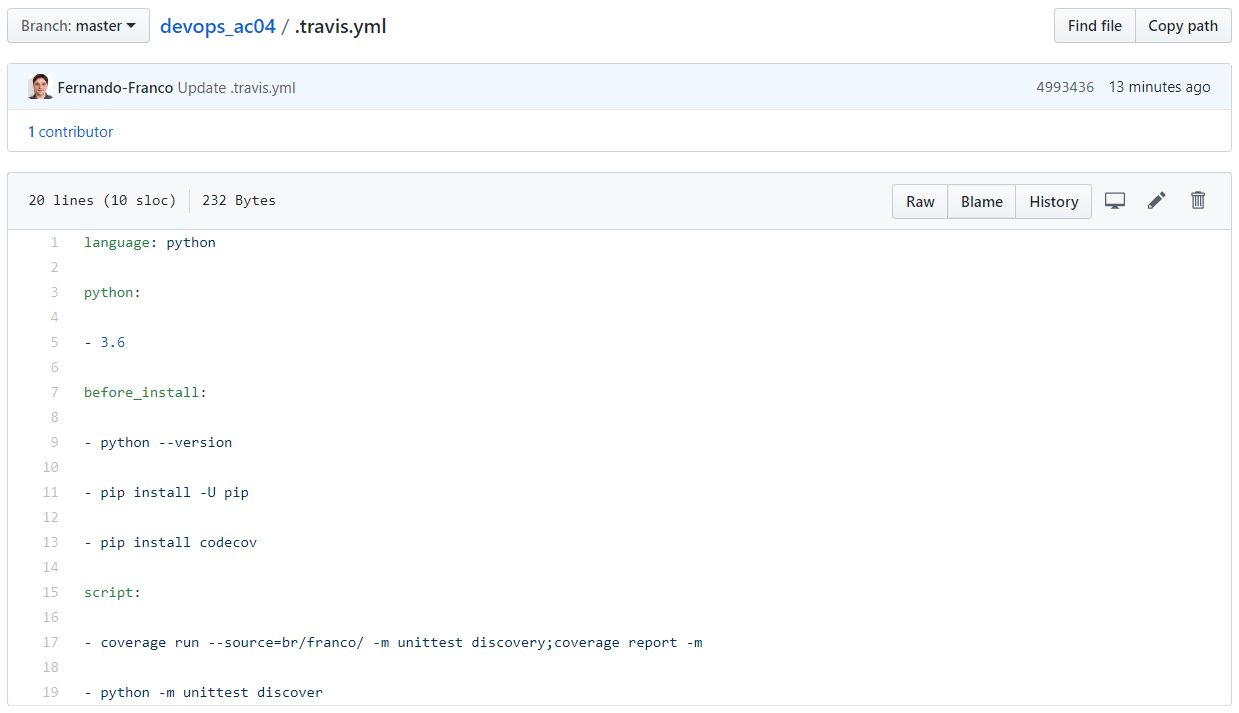 Branch: master
devops_ac04 / .travis.yml
Find file
Copy path
Fernando-Franco Update .travis.yml
4993436 13 minutes ago
1 contributor
20 lines (10 sloc) 232 Bytes
Raw
Blame
History
1 language: python
2
3 python:
4
5 - 3.6
6
7 before_install:
8
9 - python --version
10
11 - pip install -U pip
12
13 - pip install codecov
14
15 script:
16
17 - coverage run --source=br/franco/ -m unittest discovery;coverage report -m
18
19 - python -m unittest discover